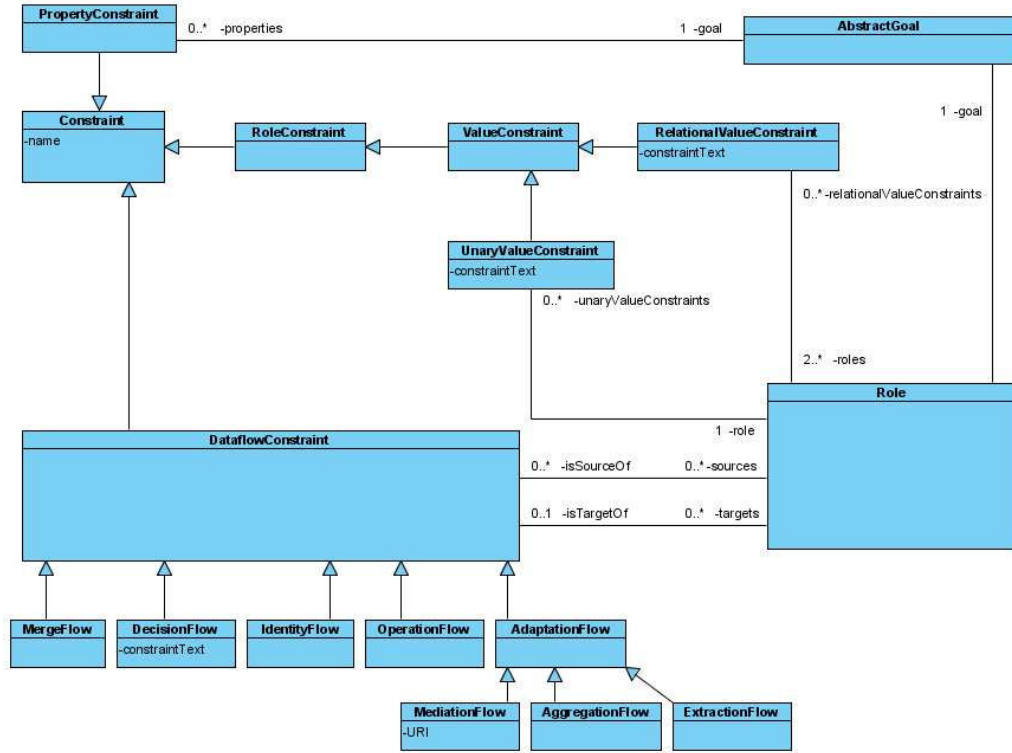 PropertyConstraint
0..* -properties
1 -goal
AbstractGoal
1 -goal
Constraint
-name
RoleConstraint
ValueConstraint
RelationalValueConstraint
-constraintText
0..* -relationalValueConstraints
UnaryValueConstraint
-constraintText
0..* -unaryValueConstraints
2..* -roles
Role
1 -role
DataflowConstraint
0..* -isSourceOf
0..* -sources
0..1 -isTargetOf
0..* -targets
MergeFlow
DecisionFlow
-constraintText
IdentityFlow
OperationFlow
AdaptationFlow
MediationFlow
-URI
AggregationFlow
ExtractionFlow